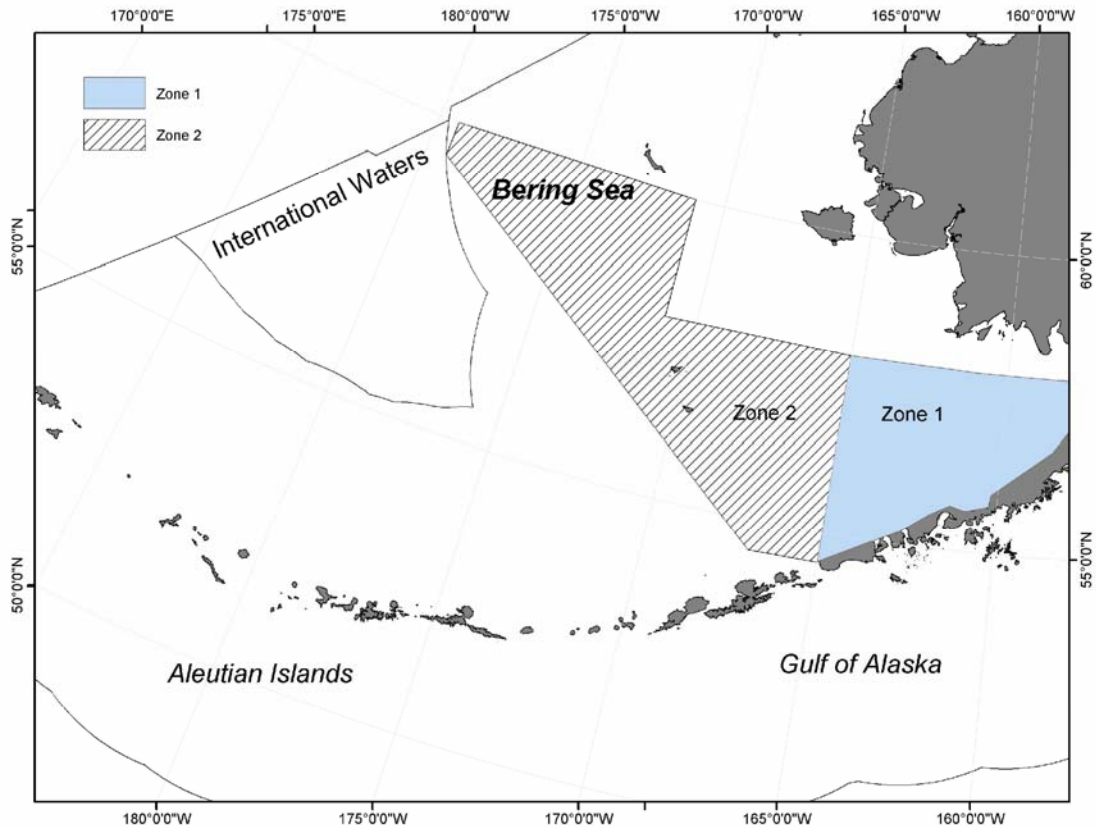 170°0'0"E
175°0'0"E
180°0'0"W
175°0'0"W
170°0'0"W
165°0'0"W
160°0'0"W
Zone 1
Zone 2
International Waters
Bering Sea
55°0'0"N
60°0'0"N
Zone 2
Zone 1
50°0'0"N
55°0'0"N
Aleutian Islands
Gulf of Alaska
180°0'0"W
175°0'0"W
170°0'0"W
165°0'0"W
160°0'0"W